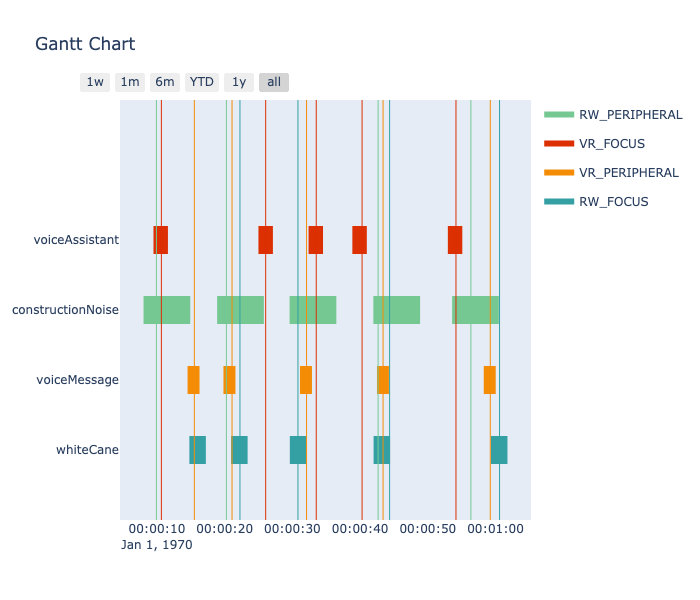 Gantt Chart
1w 1m 6m YTD 1y all
RW_PERIPHERAL
VR_FOCUS
VR_PERIPHERAL
RW_FOCUS
voiceAssistant
constructionNoise
voiceMessage
whiteCane
00:00:10 00:00:20 00:00:30 00:00:40 00:00:50 00:01:00
Jan 1, 1970